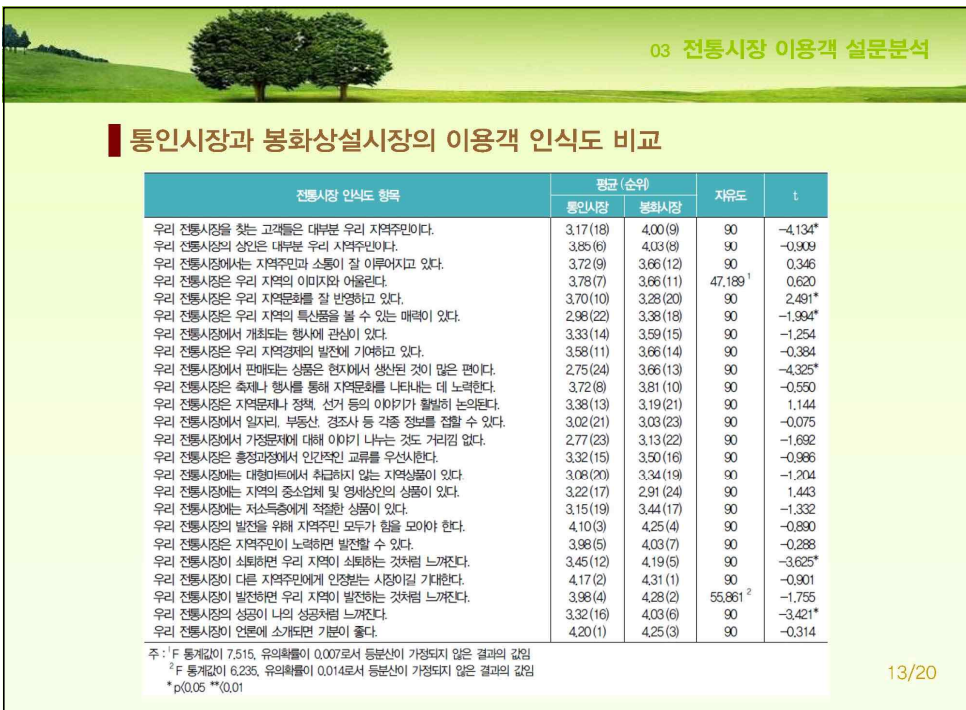 03 전통시장 이용객 설문분석
통인시장과 봉화상설시장의 이용객 인식도 비교
전통시장 인식도 항목 평균(순위) 자유도 t
통인시장 봉화시장
우리 전통시장을 찾는 고객들은 대부분 우리 지역주민이다. 3.17(18) 4.00(9) 90 -4.134*
우리 전통시장의 상인은 대부분 우리 지역주민이다. 3.85(6) 4.03(8) 90 -0.909
우리 전통시장에서는 지역주민과 소통이 잘 이루어지고 있다. 3.72(9) 3.66(12) 90 0.346
우리 전통시장은 우리 지역의 이미지와 어울린다. 3.78(7) 3.66(11) 47.189¹ 0.620
우리 전통시장은 우리 지역문화를 잘 반영하고 있다. 3.70(10) 3.28(20) 90 2.491*
우리 전통시장은 우리 지역의 특산품을 볼 수 있는 매력이 있다. 2.98(22) 3.38(18) 90 -1.994*
우리 전통시장에서 개최되는 행사에 관심이 있다. 3.33(14) 3.59(15) 90 -1.254
우리 전통시장은 우리 지역경제의 발전에 기여하고 있다. 3.58(11) 3.66(14) 90 -0.384
우리 전통시장에서 판매되는 상품은 현지에서 생산된 것이 많은 편이다. 2.75(24) 3.66(13) 90 -4.325*
우리 전통시장은 축제나 행사를 통해 지역문화를 나타내는 데 노력한다. 3.72(8) 3.81(10) 90 -0.550
우리 전통시장은 지역문제나 정책, 선거 등의 이야기가 활발히 논의된다. 3.38(13) 3.19(21) 90 1.144
우리 전통시장에서 일자리, 부동산, 경조사 등 각종 정보를 접할 수 있다. 3.02(21) 3.03(23) 90 -0.075
우리 전통시장에서 가정문제에 대해 이야기 나누는 것도 거리낌 없다. 2.77(23) 3.13(22) 90 -1.692
우리 전통시장은 흥정과정에서 인간적인 교류를 우선시한다. 3.32(15) 3.50(16) 90 -0.986
우리 전통시장에는 대형마트에서 취급하지 않는 지역상품이 있다. 3.08(20) 3.34(19) 90 -1.204
우리 전통시장에는 지역의 중소업체 및 영세상인의 상품이 있다. 3.22(17) 2.91(24) 90 1.443
우리 전통시장에는 저소득층에게 적절한 상품이 있다. 3.15(19) 3.44(17) 90 -1.332
우리 전통시장의 발전을 위해 지역주민 모두가 힘을 모아야 한다. 4.10(3) 4.25(4) 90 -0.890
우리 전통시장은 지역주민이 노력하면 발전할 수 있다. 3.98(5) 4.03(7) 90 -0.288
우리 전통시장이 쇠퇴하면 우리 지역이 쇠퇴하는 것처럼 느껴진다. 3.45(12) 4.19(5) 90 -3.625*
우리 전통시장이 다른 지역주민에게 인정받는 시장이길 기대한다. 4.17(2) 4.31(1) 90 -0.901
우리 전통시장이 발전하면 우리 지역이 발전하는 것처럼 느껴진다. 3.98(4) 4.28(2) 55.861² -1.755
우리 전통시장의 성공이 나의 성공처럼 느껴진다. 3.32(16) 4.03(6) 90 -3.421*
우리 전통시장이 언론에 소개되면 기분이 좋다. 4.20(1) 4.25(3) 90 -0.314
주 : ¹F 통계값이 7.515, 유의확률이 0.007로서 등분산이 가정되지 않은 결과의 값임
²F 통계값이 6.235, 유의확률이 0.014로서 등분산이 가정되지 않은 결과의 값임
*p<0.05 **<0.01
13/20